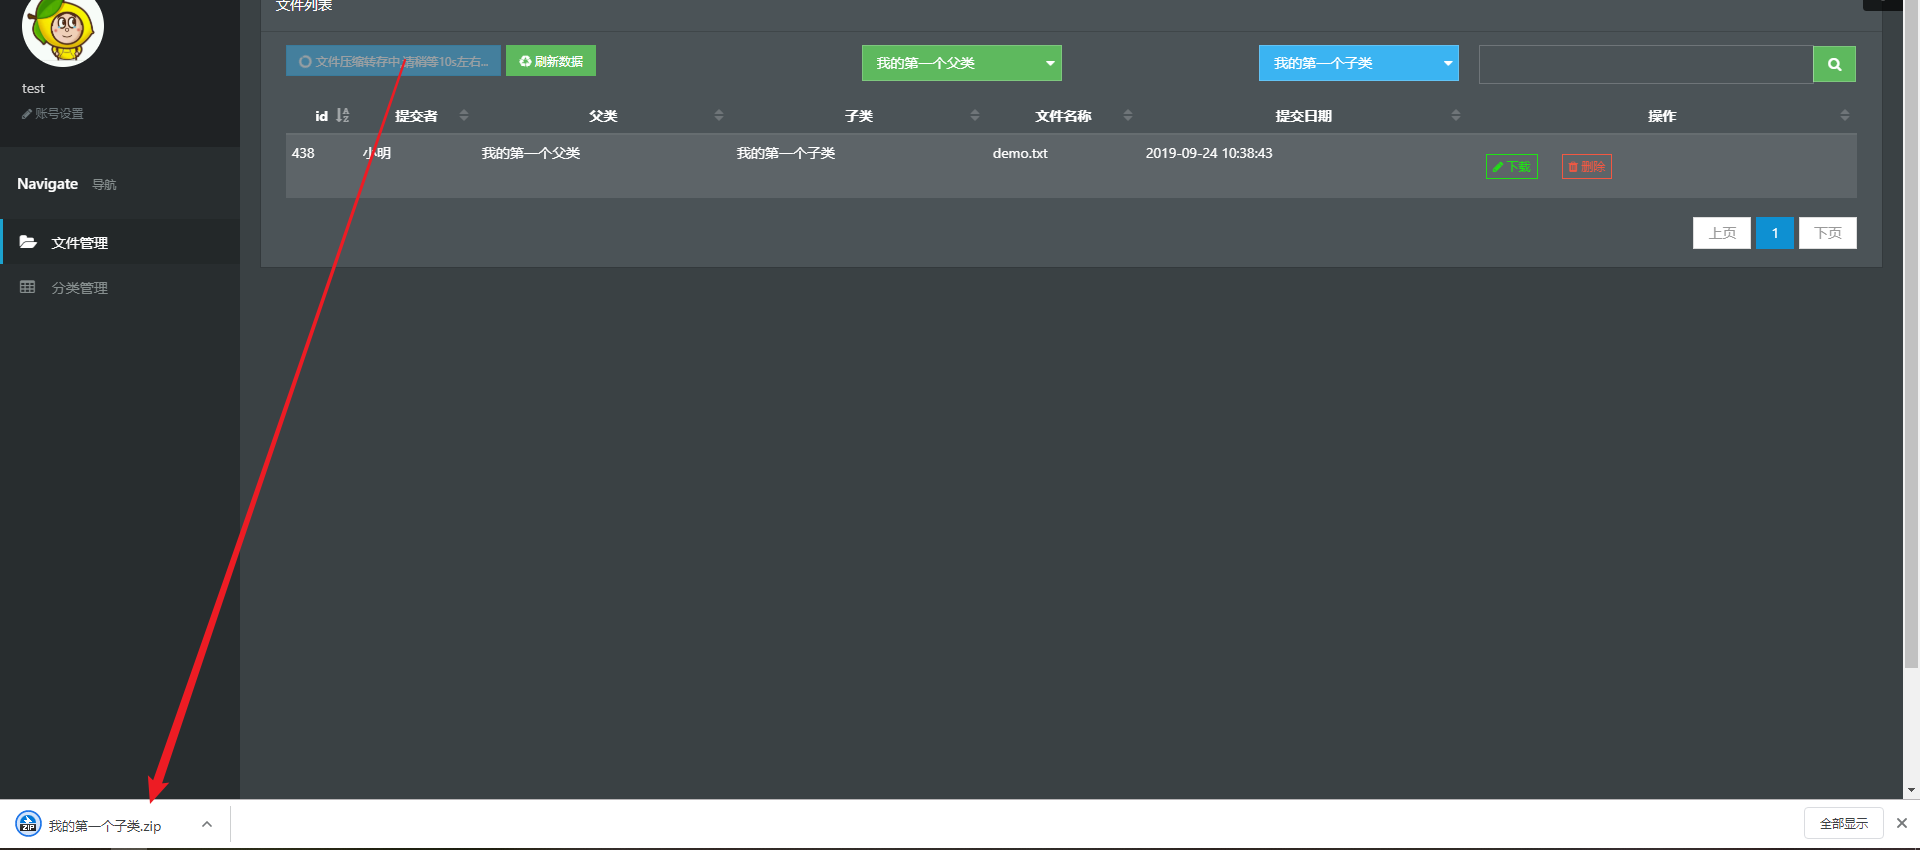 文件列表
test
账号设置
Navigate 导航
文件管理
分类管理
文件压缩转存中,请稍等10s左右...
刷新数据
我的第一个父类
我的第一个子类
id 提交者 父类 子类 文件名称 提交日期 操作
438 小明 我的第一个父类 我的第一个子类 demo.txt 2019-09-24 10:38:43 下载 删除
上页 1 下页
我的第一个子类.zip
全部显示